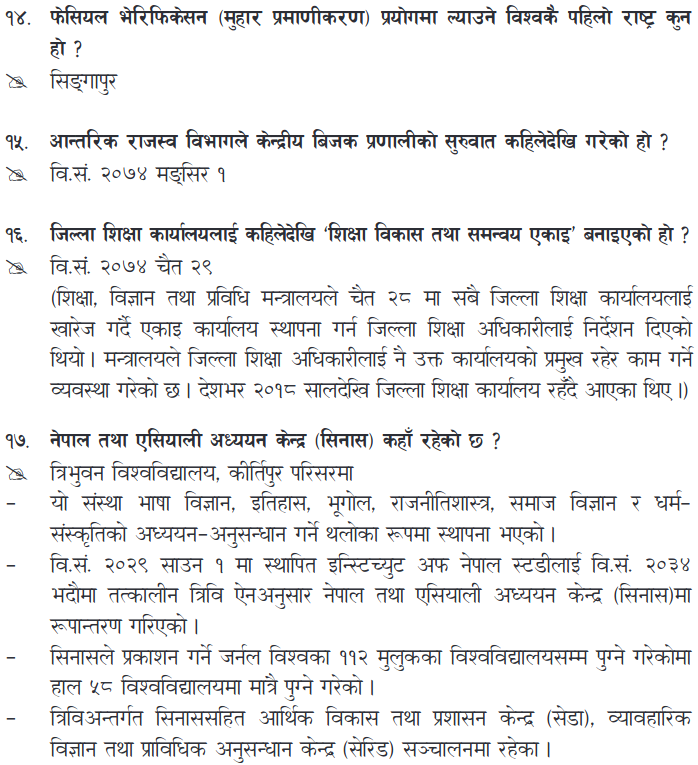 १४. फेसियल भेरिफिकेसन (मुहार प्रमाणीकरण) प्रयोगमा ल्याउने विश्वकै पहिलो राष्ट्र कुन
हो ?
सिङ्गापुर
१५. आन्तरिक राजस्व विभागले केन्द्रीय बिजक प्रणालीको सुरुवात कहिलेदेखि गरेको हो ?
वि.सं. २०७४ मङ्सिर १
१६. जिल्ला शिक्षा कार्यालयलाई कहिलेदेखि ‘शिक्षा विकास तथा समन्वय एकाइ’ बनाइएको हो ?
वि.सं. २०७४ चैत २९
(शिक्षा, विज्ञान तथा प्रविधि मन्त्रालयले चैत २८ मा सबै जिल्ला शिक्षा कार्यालयलाई
खारेज गर्दै एकाइ कार्यालय स्थापना गर्न जिल्ला शिक्षा अधिकारीलाई निर्देशन दिएको
थियो । मन्त्रालयले जिल्ला शिक्षा अधिकारीलाई नै उक्त कार्यालयको प्रमुख रहेर काम गर्ने
व्यवस्था गरेको छ । देशभर २०१८ सालदेखि जिल्ला शिक्षा कार्यालय रहँदै आएका थिए ।)
१७. नेपाल तथा एसियाली अध्ययन केन्द्र (सिनास) कहाँ रहेको छ ?
त्रिभुवन विश्वविद्यालय, कीर्तिपुर परिसरमा
– यो संस्था भाषा विज्ञान, इतिहास, भूगोल, राजनीतिशास्त्र, समाज विज्ञान र धर्म–
संस्कृतिको अध्ययन–अनुसन्धान गर्ने थलोका रूपमा स्थापना भएको ।
– वि.सं. २०२९ साउन १ मा स्थापित इन्स्टिच्युट अफ नेपाल स्टडीलाई वि.सं. २०३४
भदौमा तत्कालीन त्रिवि ऐनअनुसार नेपाल तथा एसियाली अध्ययन केन्द्र (सिनास)मा
रूपान्तरण गरिएको ।
– सिनासले प्रकाशन गर्ने जर्नल विश्वका ११२ मुलुकका विश्वविद्यालयसम्म पुग्ने गरेकोमा
हाल ५८ विश्वविद्यालयमा मात्रै पुग्ने गरेको ।
– त्रिविअन्तर्गत सिनाससहित आर्थिक विकास तथा प्रशासन केन्द्र (सेडा), व्यावहारिक
विज्ञान तथा प्राविधिक अनुसन्धान केन्द्र (सेरिड) सञ्चालनमा रहेका ।